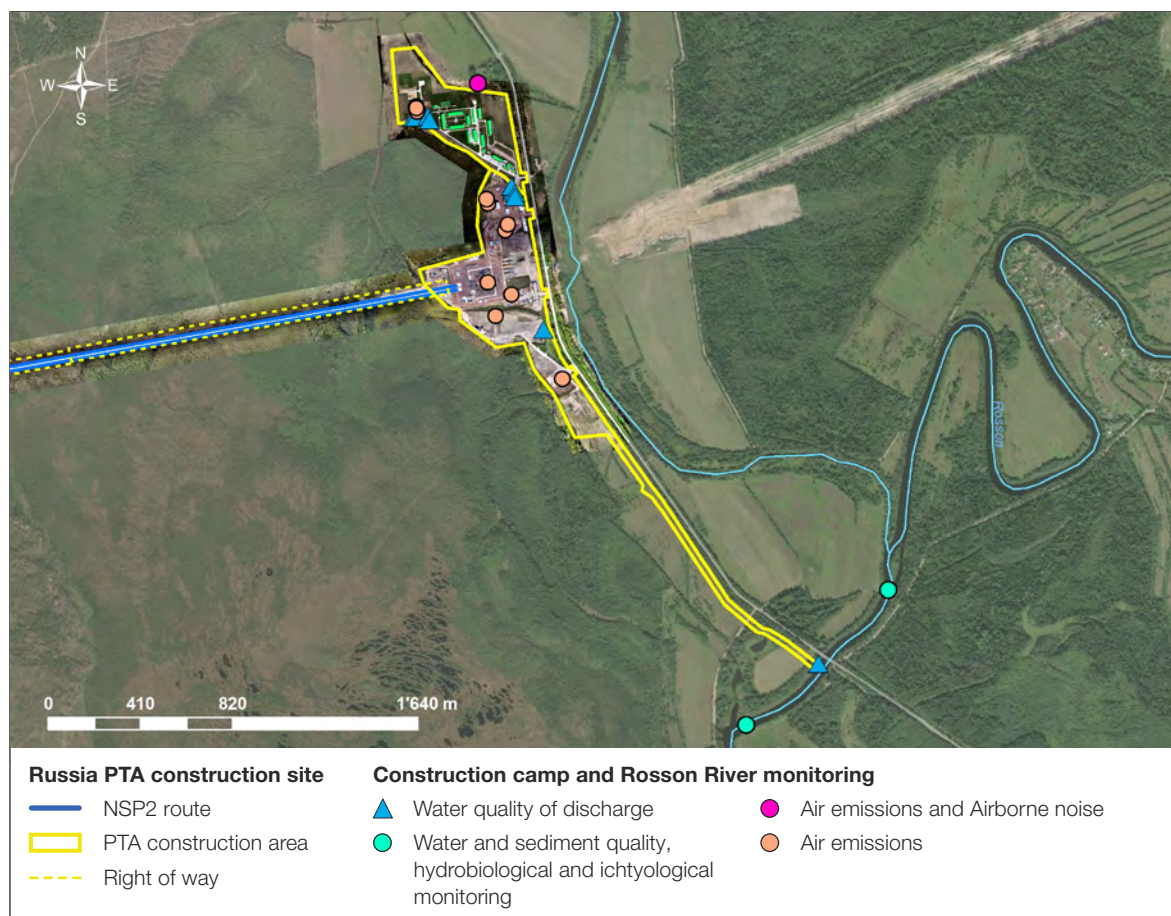 N
W E
S
Rosson
0 410 820 1'640 m
Russia PTA construction site
NSP2 route
PTA construction area
Right of way
Construction camp and Rosson River monitoring
Water quality of discharge
Water and sediment quality,
hydrobiological and ichtyological
monitoring
Air emissions and Airborne noise
Air emissions